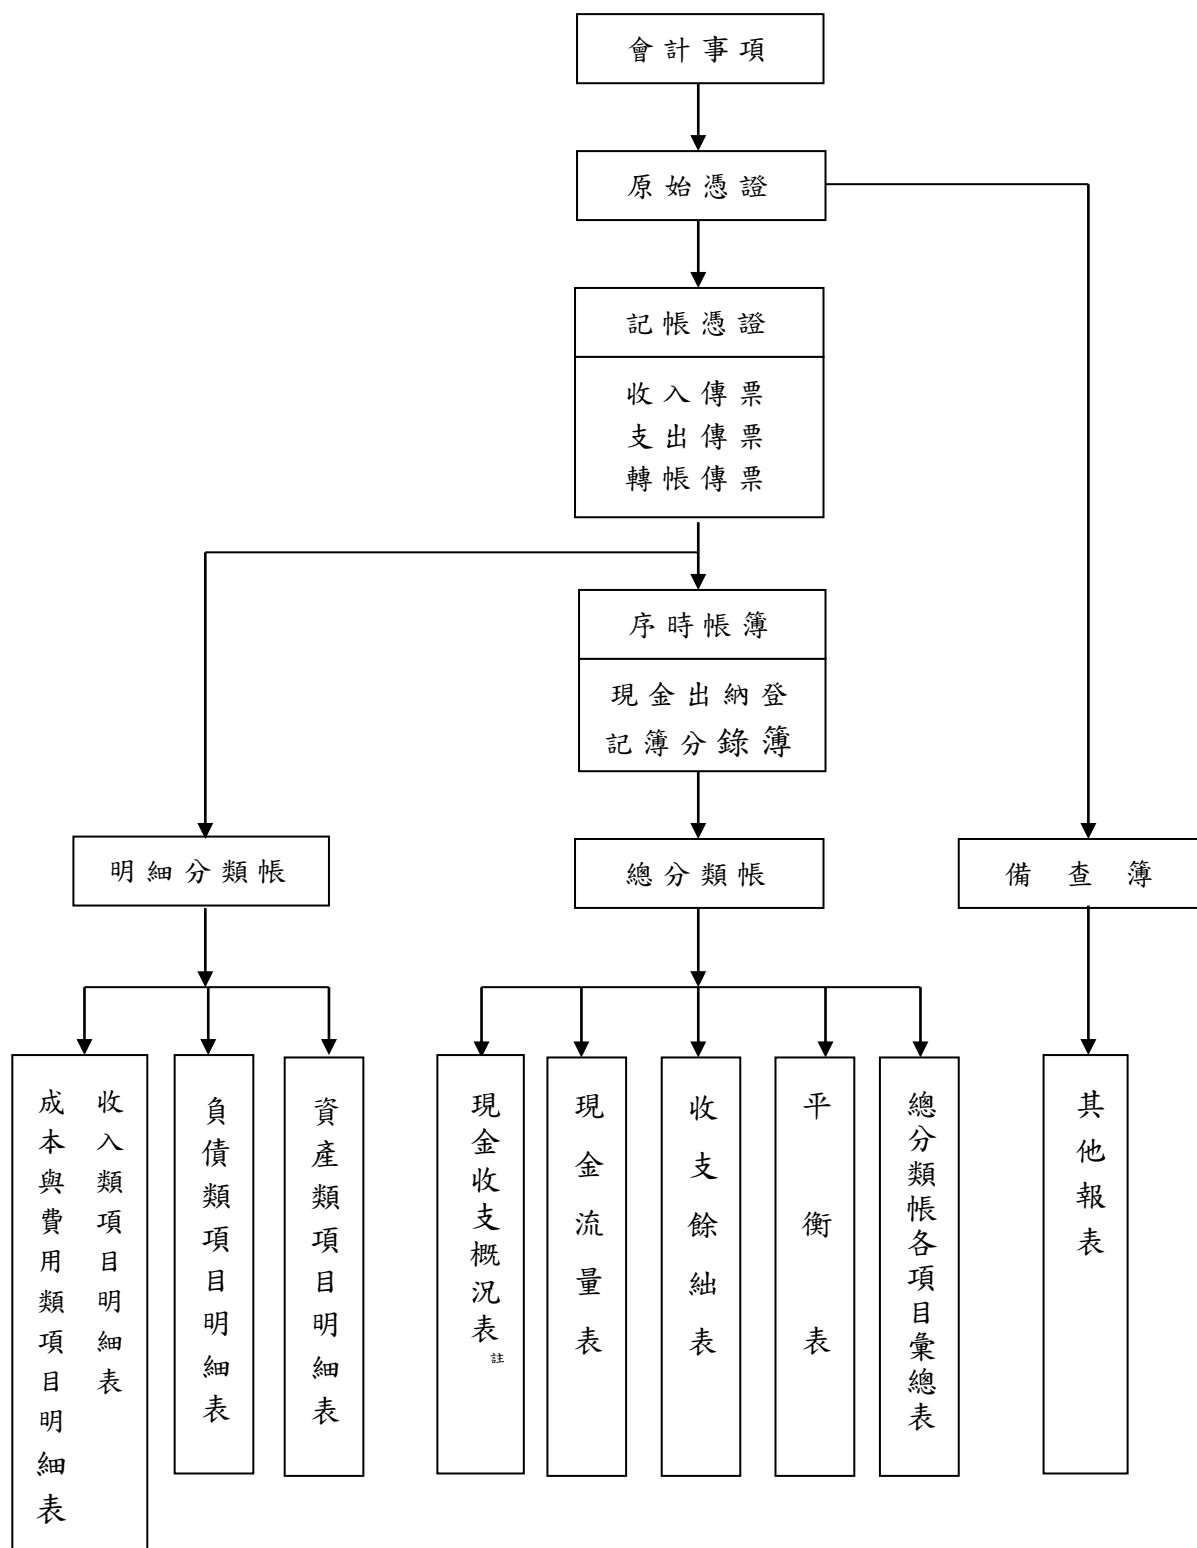 會計事項
原始憑證
記帳憑證
收入傳票
支出傳票
轉帳傳票
序時帳簿
現金出納登
記簿分錄簿
明細分類帳
總分類帳
備查簿
收入類項目明細表
成本與費用類項目明細表
負債類項目明細表
資產類項目明細表
現金收支概況表註
現金流量表
收支餘絀表
平衡表
總分類帳各項目彙總表
其他報表